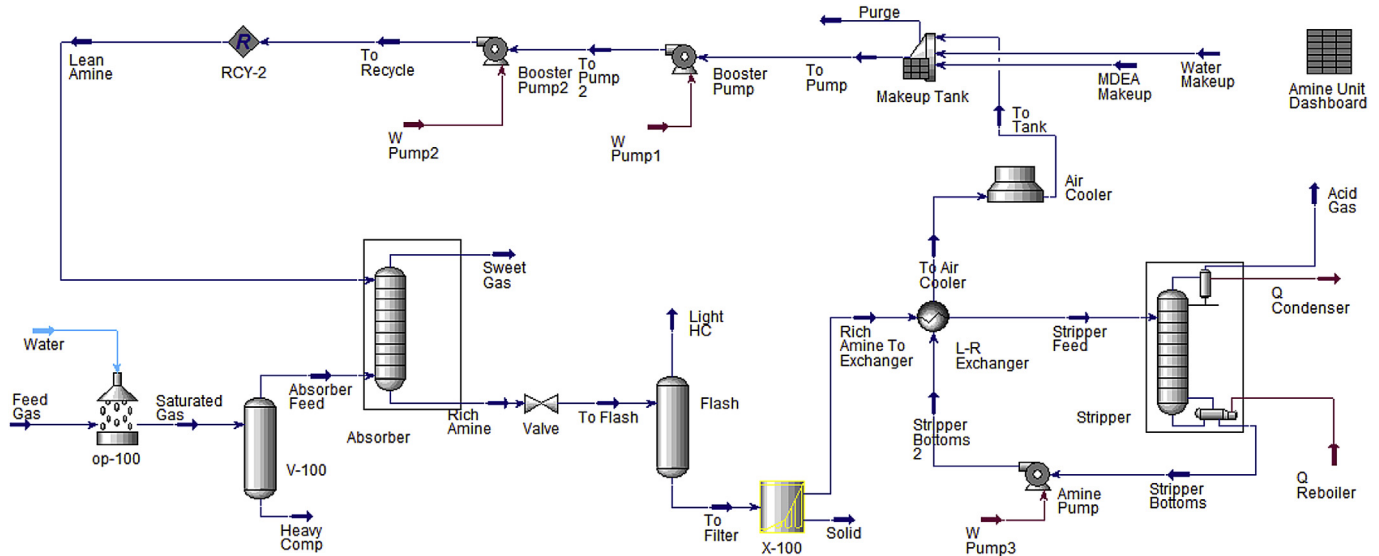 Purge
Lean
Amine
R
RCY-2
To
Recycle
Booster
Pump2
To
Pump
2
Booster
Pump
To
Pump
Makeup Tank
MDEA
Makeup
Water
Makeup
Amine Unit
Dashboard
W
Pump2
W
Pump1
To
Tank
Air
Cooler
Acid
Gas
Sweet
Gas
To Air
Cooler
Q
Condenser
Light
HC
Water
Rich
Amine To
Exchanger
L-R
Exchanger
Stripper
Feed
Feed
Gas
Saturated
Gas
Absorber
Feed
Absorber
Rich
Amine
Valve
To Flash
Flash
Stripper
op-100
V-100
Stripper
Bottoms
2
Heavy
Comp
To
Filter
X-100
Solid
W
Pump3
Amine
Pump
Stripper
Bottoms
Q
Reboiler